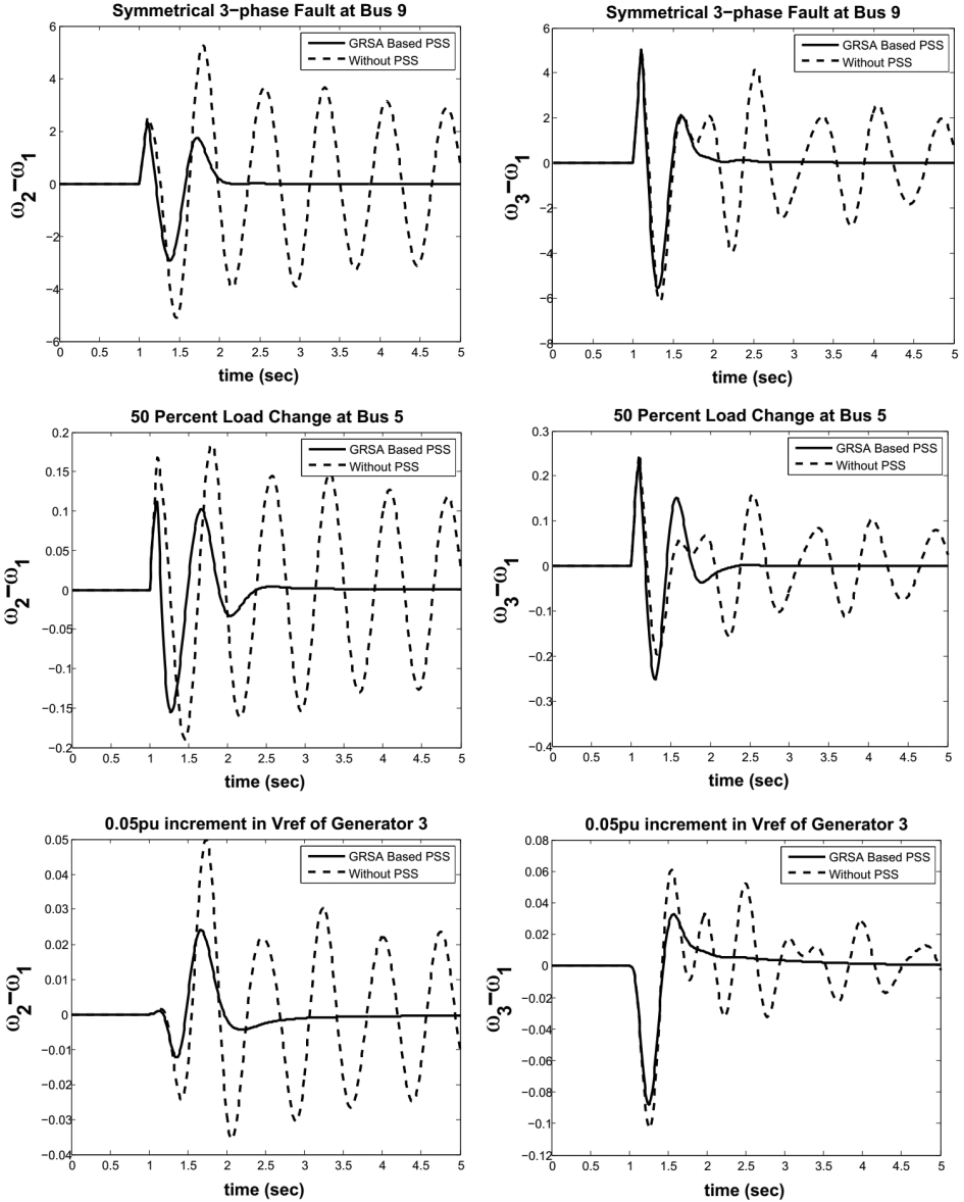 Symmetrical 3−phase Fault at Bus 9
GRSA Based PSS
Without PSS
6
4
2
0
−2
−4
−6
ω2−ω1
0 0.5 1 1.5 2 2.5 3 3.5 4 4.5 5
time (sec)
Symmetrical 3−phase Fault at Bus 9
GRSA Based PSS
Without PSS
6
4
2
0
−2
−4
−6
−8
ω3−ω1
0 0.5 1 1.5 2 2.5 3 3.5 4 4.5 5
time (sec)
50 Percent Load Change at Bus 5
GRSA Based PSS
Without PSS
0.2
0.15
0.1
0.05
0
−0.05
−0.1
−0.15
−0.2
ω2−ω1
0 0.5 1 1.5 2 2.5 3 3.5 4 4.5 5
time (sec)
50 Percent Load Change at Bus 5
GRSA Based PSS
Without PSS
0.3
0.2
0.1
0
−0.1
−0.2
−0.3
−0.4
ω3−ω1
0 0.5 1 1.5 2 2.5 3 3.5 4 4.5 5
time (sec)
0.05pu increment in Vref of Generator 3
GRSA Based PSS
Without PSS
0.05
0.04
0.03
0.02
0.01
0
−0.01
−0.02
−0.03
−0.04
ω2−ω1
0 0.5 1 1.5 2 2.5 3 3.5 4 4.5 5
time (sec)
0.05pu increment in Vref of Generator 3
GRSA Based PSS
Without PSS
0.08
0.06
0.04
0.02
0
−0.02
−0.04
−0.06
−0.08
−0.1
−0.12
ω3−ω1
0 0.5 1 1.5 2 2.5 3 3.5 4 4.5 5
time (sec)